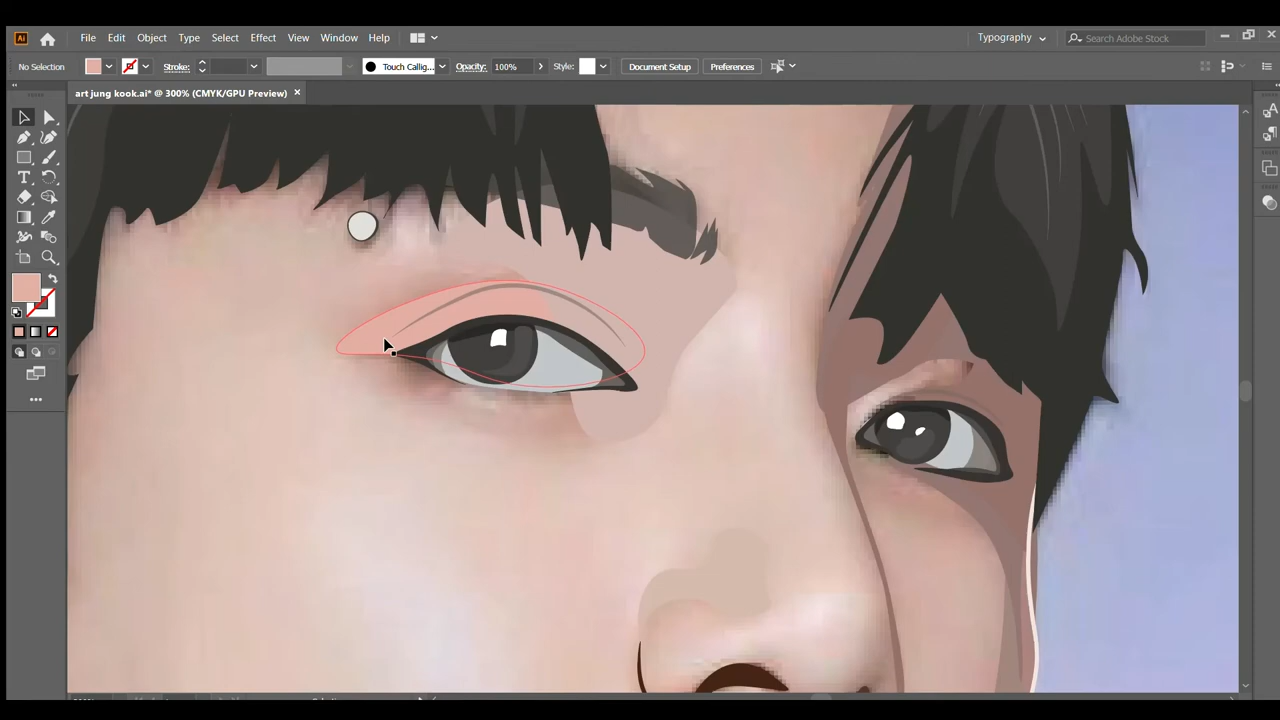 Ai File Edit Object Type Select Effect View Window Help Typography Search Adobe Stock
No Selection Stroke: Touch Callig... Opacity: 100% Style: Document Setup Preferences
art jung kook.ai* @ 300% (CMYK/GPU Preview) ×